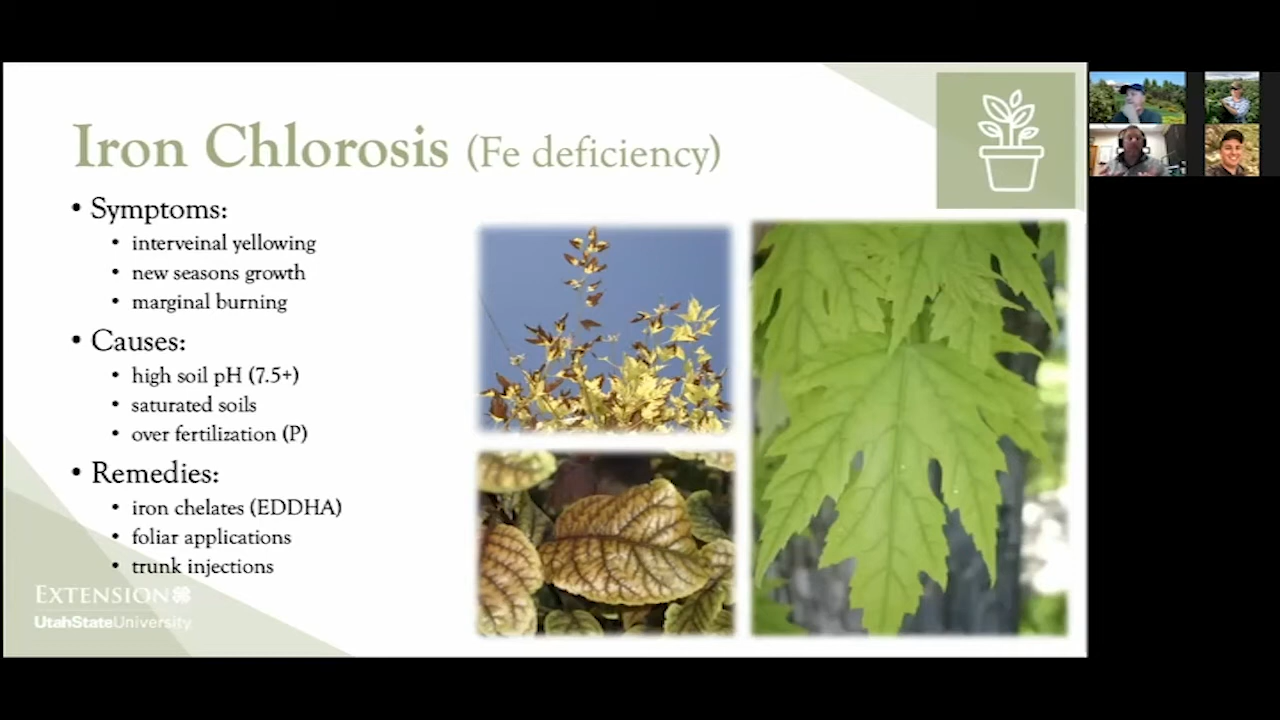 Iron Chlorosis (Fe deficiency)
• Symptoms:
• interveinal yellowing
• new seasons growth
• marginal burning
• Causes:
• high soil pH (7.5+)
• saturated soils
• over fertilization (P)
• Remedies:
• iron chelates (EDDHA)
• foliar applications
• trunk injections
EXTENSION
UtahStateUniversity